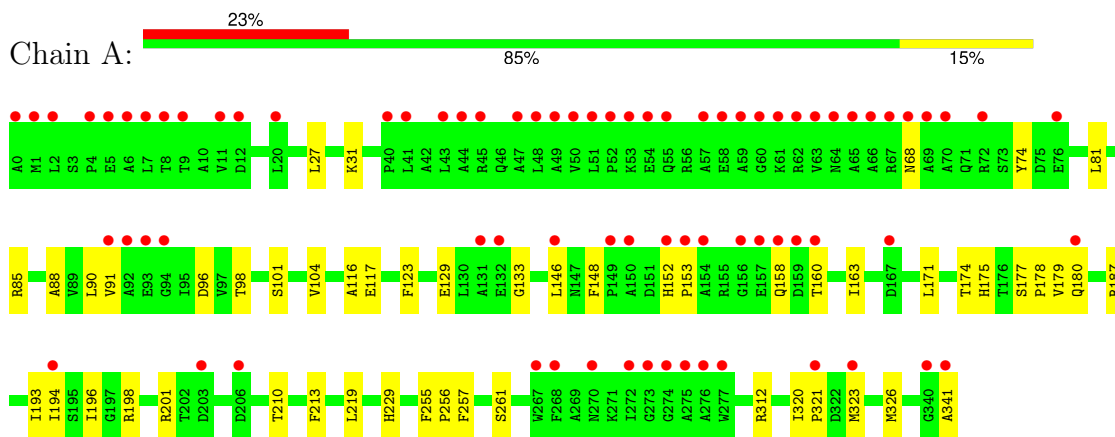 23%
Chain A:
85% 15%
A0 M1 L2 S3 P4 E5 A6 L7 T8 T9 A10 V11 D12 L20 L27 K31 P40 L41 A42 L43 A44 R45 Q46 A47 L48 A49 V50 L51 P52 K53 E54 Q55 R56 A57 E58 A59 G60 K61 R62 V63 N64 A65 A66 R67 N68 A69 A70 Q71 R72 S73 Y74 D75 E76 L81
R85 A88 V89 L90 V91 A92 E93 G94 I95 D96 V97 T98 S101 V104 A116 E117 F123 E129 L130 A131 E132 G133 L146 N147 F148 P149 A150 D151 H152 P153 A154 R155 G156 E157 Q158 D159 T160 I163 D167 L171 T174 H175 T176 S177 P178 V179 Q180 R187
I193 I194 S195 I196 G197 R198 R201 T202 D203 D206 T210 F213 L219 H229 F255 P256 F257 S261 W267 F268 A269 N270 K271 I272 G273 G274 A275 A276 W277 R312 I320 P321 D322 M323 M326 G340 A341